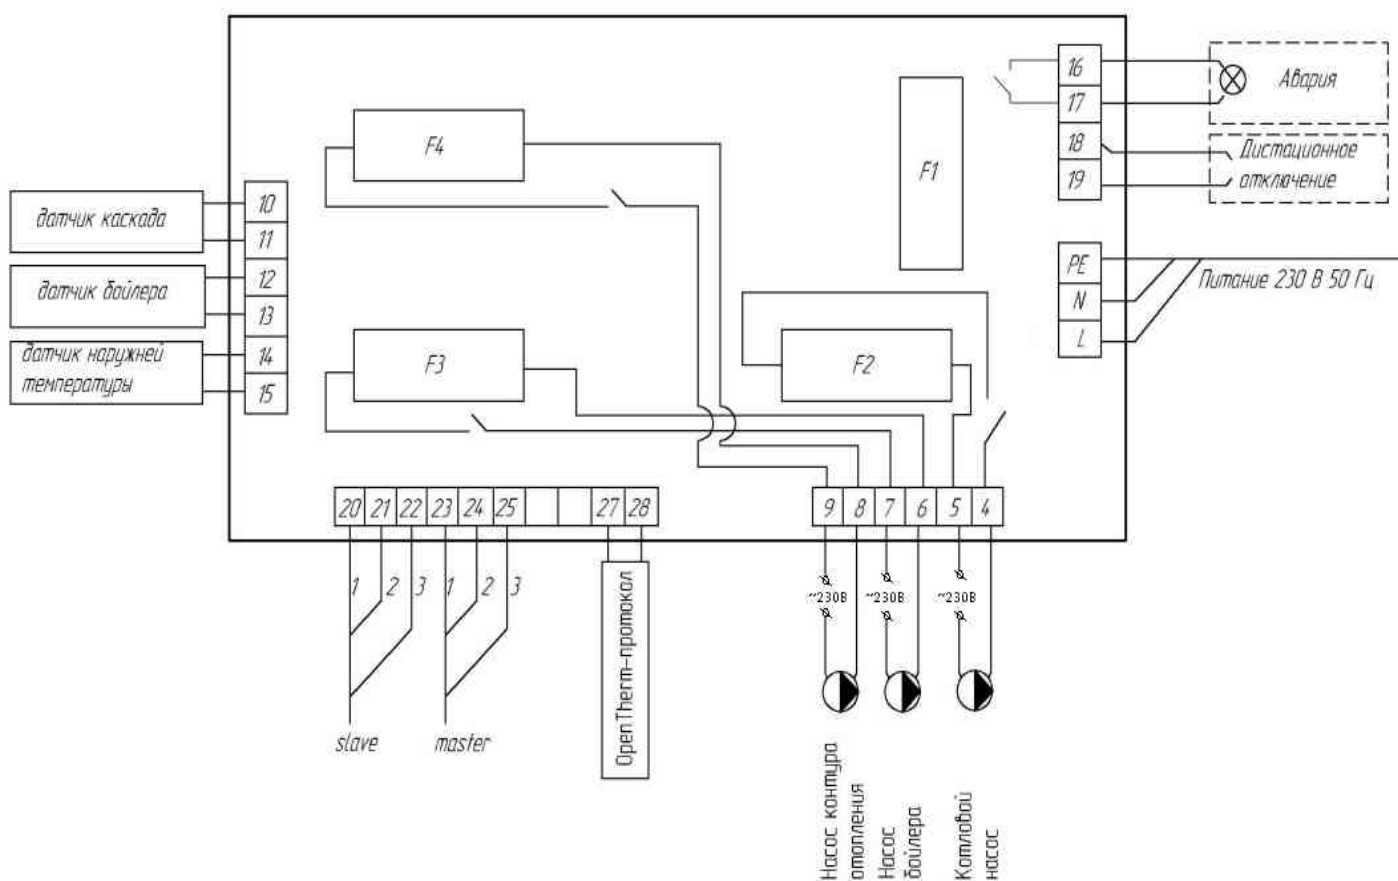 16
17
18
19
Авария
Дистационное
отключение
F4
F1
датчик каскада
10
11
датчик бойлера
12
13
датчик наружней
температуры
14
15
PE
N
L
Питание 230 В 50 Гц
F3
F2
20 21 22 23 24 25 27 28
9 8 7 6 5 4
1 2 3 1 2 3
slave
master
OpenTherm-протокол
~230В ~230В ~230В
Насос контура
отопления
Насос
бойлера
Котловой
насос